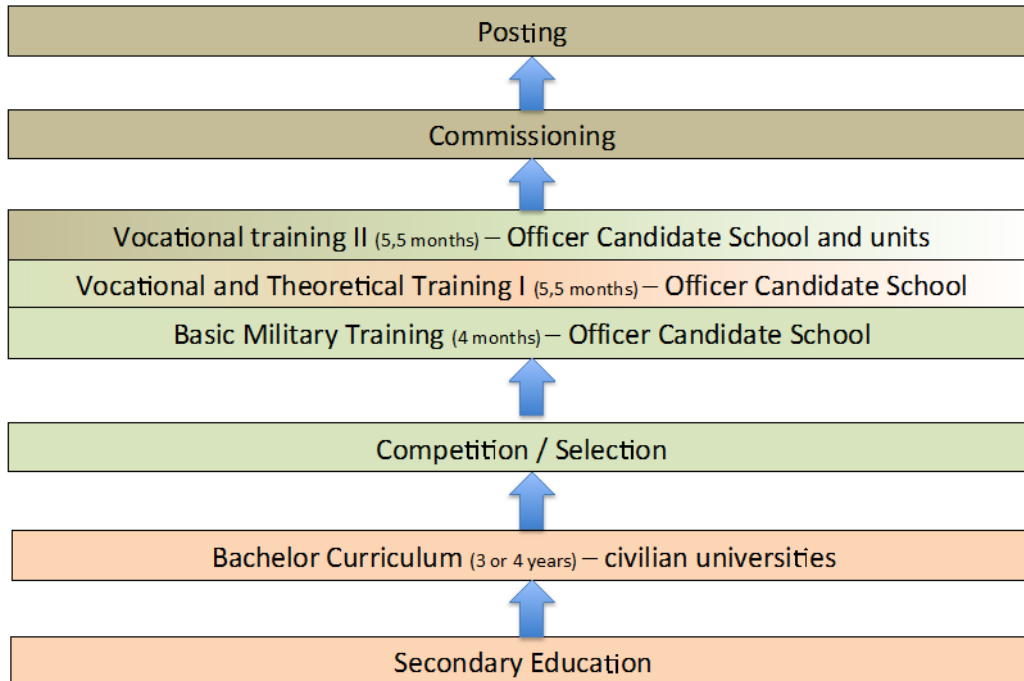 Posting
Commissioning
Vocational training II (5,5 months) – Officer Candidate School and units
Vocational and Theoretical Training I (5,5 months) – Officer Candidate School
Basic Military Training (4 months) – Officer Candidate School
Competition / Selection
Bachelor Curriculum (3 or 4 years) – civilian universities
Secondary Education